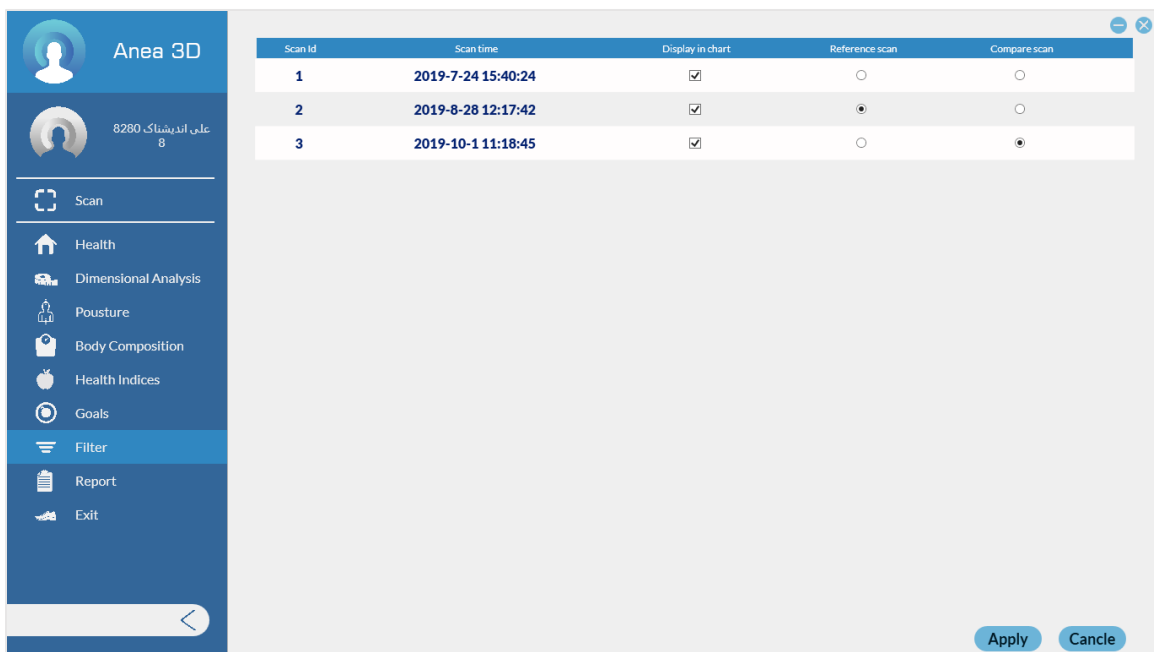 Anea 3D
علی اندیشناک 8280
8
Scan
Health
Dimensional Analysis
Pousture
Body Composition
Health Indices
Goals
Filter
Report
Exit
Scan Id Scan time Display in chart Reference scan Compare scan
1 2019-7-24 15:40:24
2 2019-8-28 12:17:42
3 2019-10-1 11:18:45
Apply Cancle